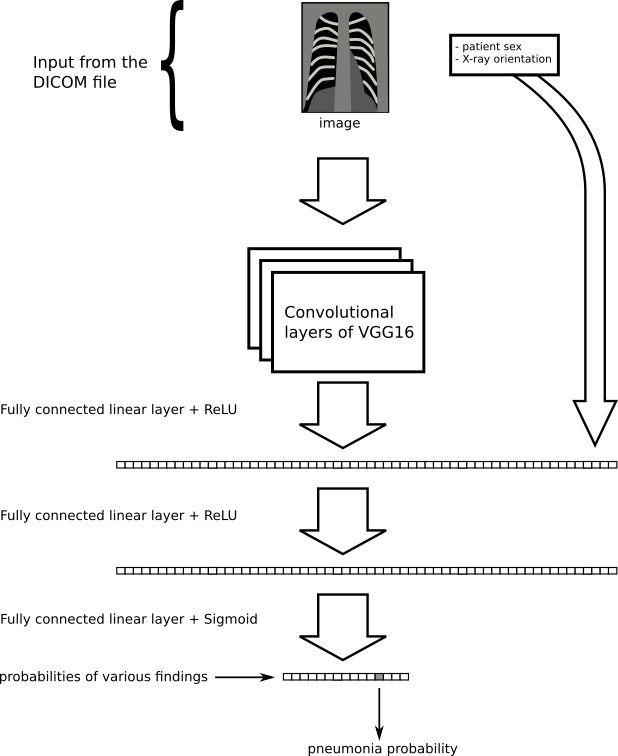 Input from the
DICOM file
image
- patient sex
- X-ray orientation
Convolutional
layers of VGG16
Fully connected linear layer + ReLU
Fully connected linear layer + ReLU
Fully connected linear layer + Sigmoid
probabilities of various findings
pneumonia probability